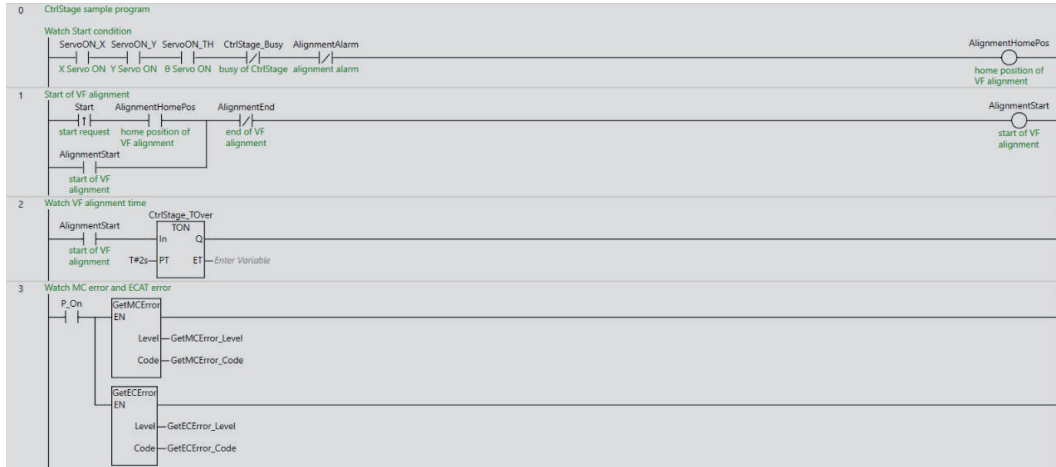 0 CtrlStage sample program
Watch Start condition
ServoON_X ServoON_Y ServoON_TH CtrlStage_Busy AlignmentAlarm AlignmentHomePos
X Servo ON Y Servo ON θ Servo ON busy of CtrlStage alignment alarm home position of
VF alignment
1 Start of VF alignment
Start AlignmentHomePos AlignmentEnd AlignmentStart
start request home position of end of VF start of VF
VF alignment alignment alignment
AlignmentStart
start of VF
alignment
2 Watch VF alignment time
CtrlStage_TOver
AlignmentStart TON
In Q
start of VF
alignment T#2s PT ET Enter Variable
3 Watch MC error and ECAT error
P_On GetMCError
EN
Level GetMCError_Level
Code GetMCError_Code
GetECError
EN
Level GetECError_Level
Code GetECError_Code